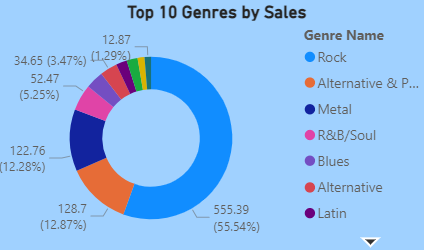 Top 10 Genres by Sales
12.87
(1.29%)
34.65 (3.47%)
52.47
(5.25%)
122.76
(12.28%)
128.7
(12.87%)
555.39
(55.54%)
Genre Name
Rock
Alternative & P...
Metal
R&B/Soul
Blues
Alternative
Latin